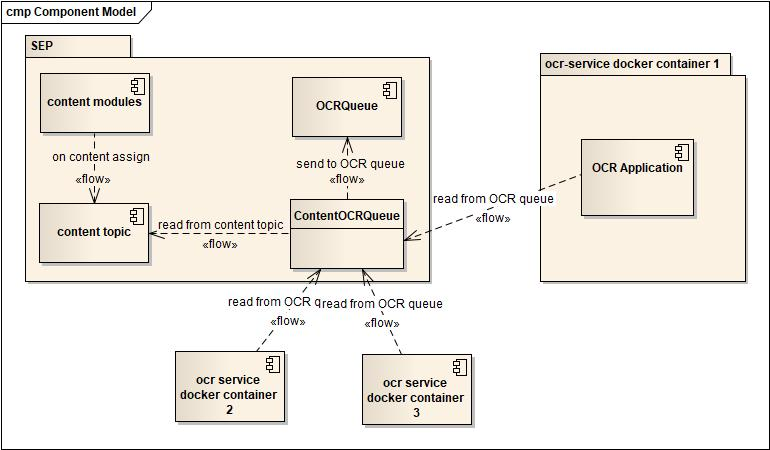 cmp Component Model
SEP
content modules
OCRQueue
ocr-service docker container 1
on content assign
«flow»
send to OCR queue
«flow»
OCR Application
content topic
read from content topic
«flow»
ContentOCRQueue
read from OCR queue
«flow»
read from OCR q
«flow»
read from OCR queue
«flow»
ocr service
docker container
2
ocr service
docker container
3